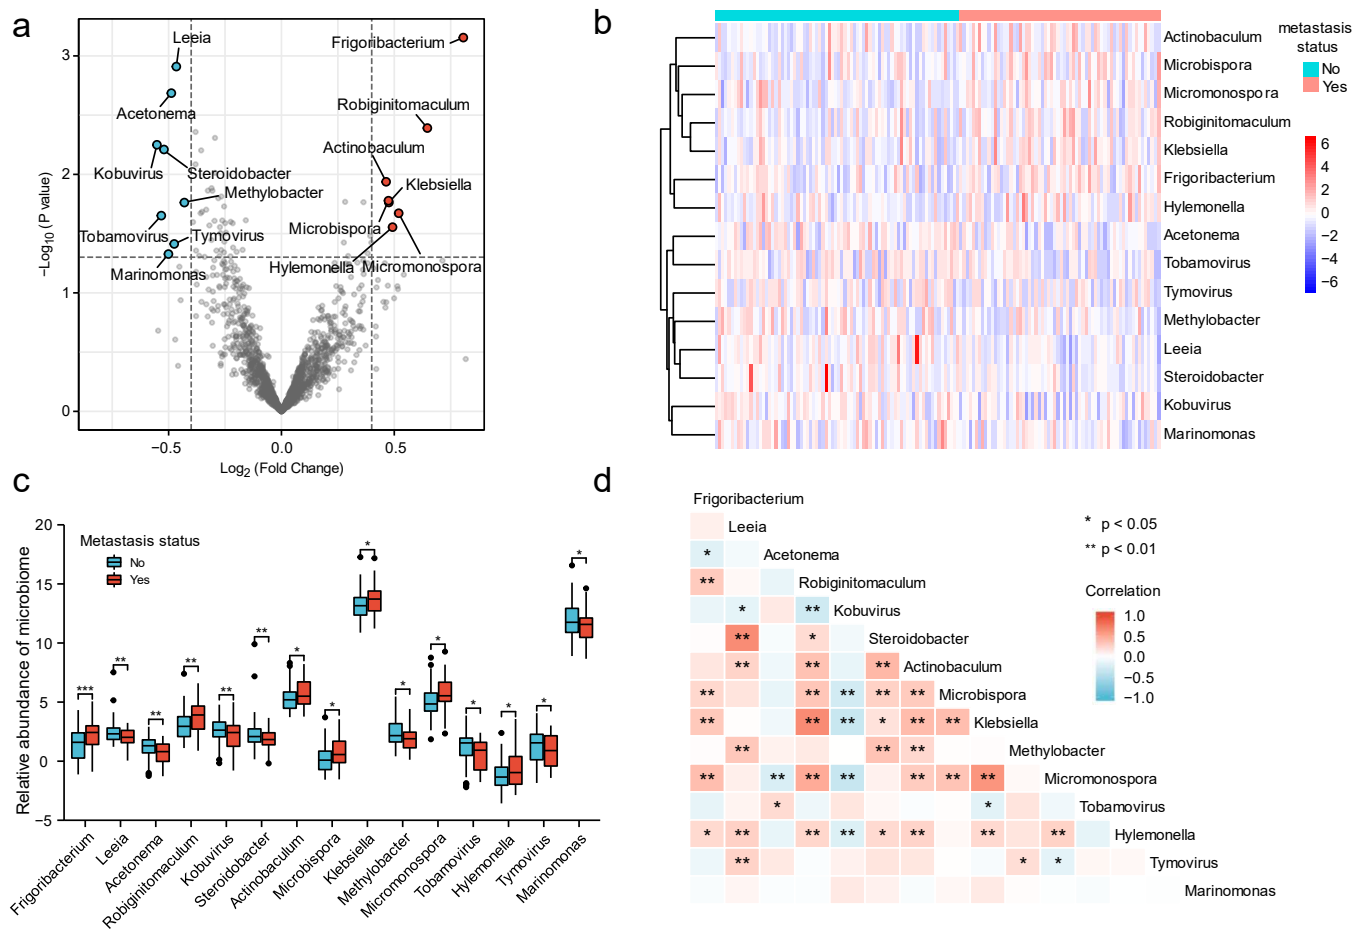 a
Leeia
Frigoribacterium
Robiginitomaculum
Acetonema
Actinobaculum
Kobuvirus
Steroidobacter
Klebsiella
Methylobacter
Microbispora
Tobamovirus
Tymovirus
Hylemonella
Micromonospora
Marinomonas
3
2
1
0
−Log10 (P value)
−0.5
0.0
0.5
Log2 (Fold Change)
b
Actinobaculum
Microbispora
Micromonospora
Robiginitomaculum
Klebsiella
Frigoribacterium
Hylemonella
Acetonema
Tobamovirus
Tymovirus
Methylobacter
Leeia
Steroidobacter
Kobuvirus
Marinomonas
metastasis
status
No
Yes
6
4
2
0
−2
−4
−6
c
Relative abundance of microbiome
20
15
10
5
0
−5
Metastasis status
No
Yes
***
**
**
**
**
**
*
*
*
*
*
*
*
*
*
Frigoribacterium
Leeia
Acetonema
Robiginitomaculum
Kobuvirus
Steroidobacter
Actinobaculum
Microbispora
Klebsiella
Methylobacter
Micromonospora
Tobamovirus
Hylemonella
Tymovirus
Marinomonas
d
Frigoribacterium
Leeia
* Acetonema
** Robiginitomaculum
* ** Kobuvirus
** * Steroidobacter
** ** ** Actinobaculum
** ** ** ** ** Microbispora
** ** ** * ** ** Klebsiella
** ** ** Methylobacter
** ** ** ** ** ** ** Micromonospora
* * Tobamovirus
* ** ** ** * ** ** ** Hylemonella
** * * Tymovirus
Marinomonas
* p < 0.05
** p < 0.01
Correlation
1.0
0.5
0.0
−0.5
−1.0